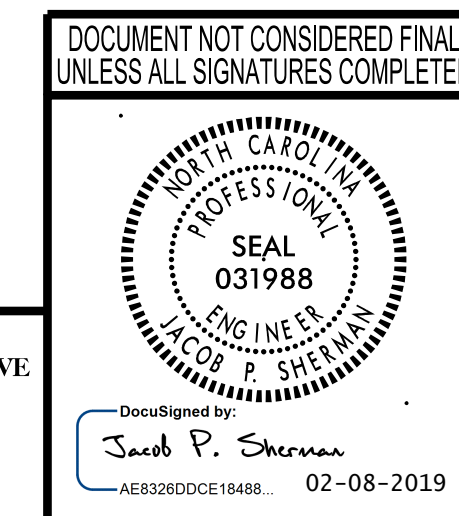 DOCUMENT NOT CONSIDERED FINAL
UNLESS ALL SIGNATURES COMPLETE
NORTH CAROLINA
PROFESSIONAL
SEAL
031988
ENGINEER
JACOB P. SHERMAN
VE
DocuSigned by:
Jacob P. Sherman
AE8326DDCE18488...
02-08-2019